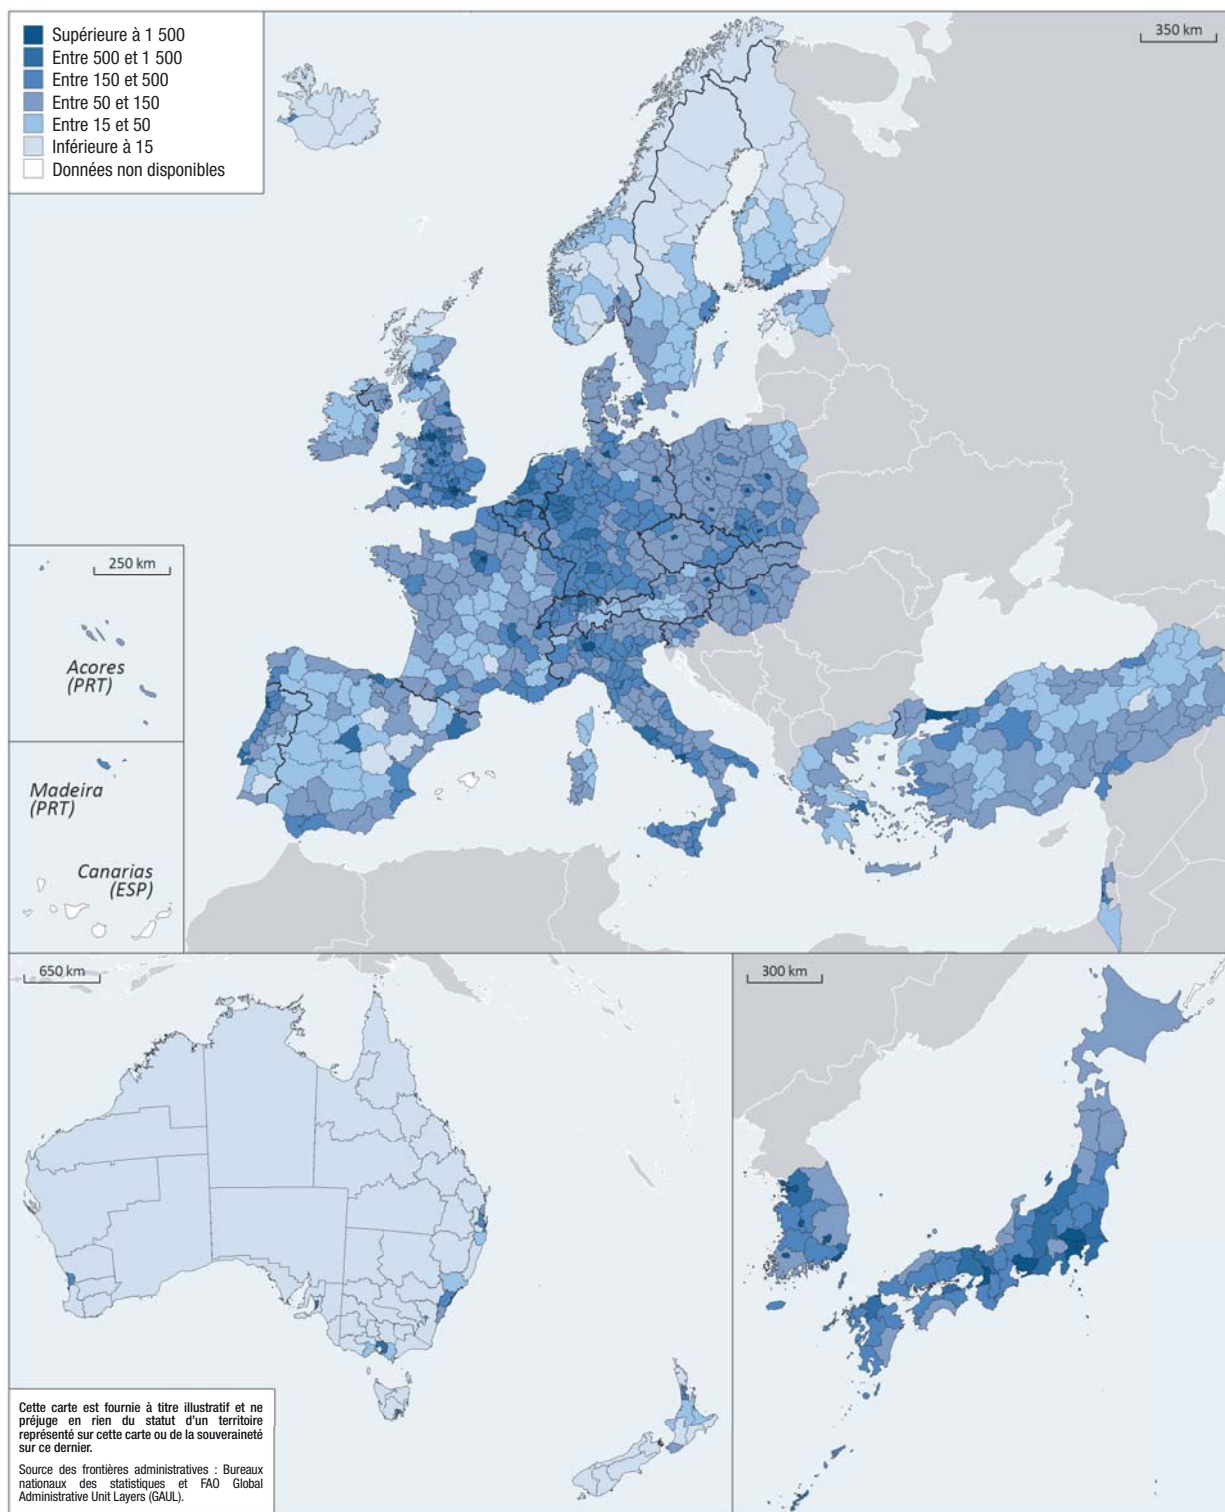 Supérieure à 1 500
Entre 500 et 1 500
Entre 150 et 500
Entre 50 et 150
Entre 15 et 50
Inférieure à 15
Données non disponibles
350 km
250 km
Acores
(PRT)
Madeira
(PRT)
Canarias
(ESP)
650 km
300 km
Cette carte est fournie à titre illustratif et ne
préjuge en rien du statut d'un territoire
représenté sur cette carte ou de la souveraineté
sur ce dernier.
Source des frontières administratives : Bureaux
nationaux des statistiques et FAO Global
Administrative Unit Layers (GAUL).